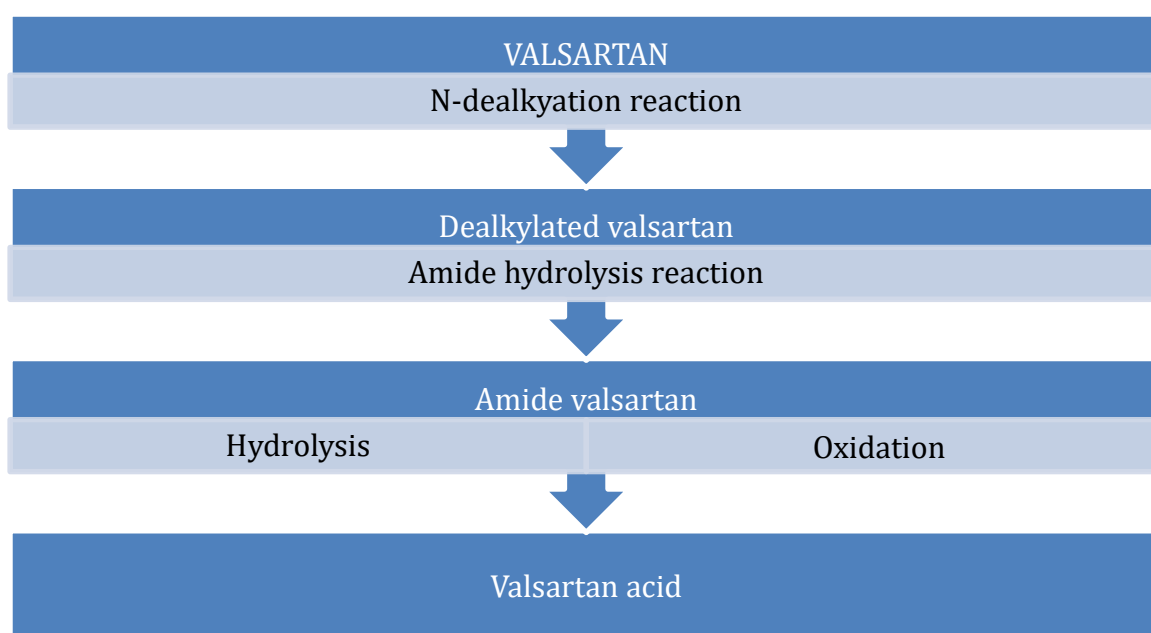 VALSARTAN
N-dealkyation reaction
Dealkylated valsartan
Amide hydrolysis reaction
Amide valsartan
Hydrolysis
Oxidation
Valsartan acid